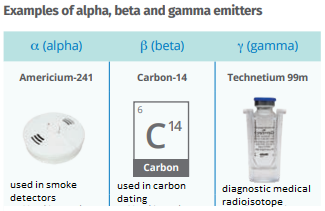 Examples of alpha, beta and gamma emitters
α (alpha)
β (beta)
γ (gamma)
Americium-241
Carbon-14
Technetium 99m
6
C 14
Carbon
used in smoke
detectors
used in carbon
dating
diagnostic medical
radioisotope